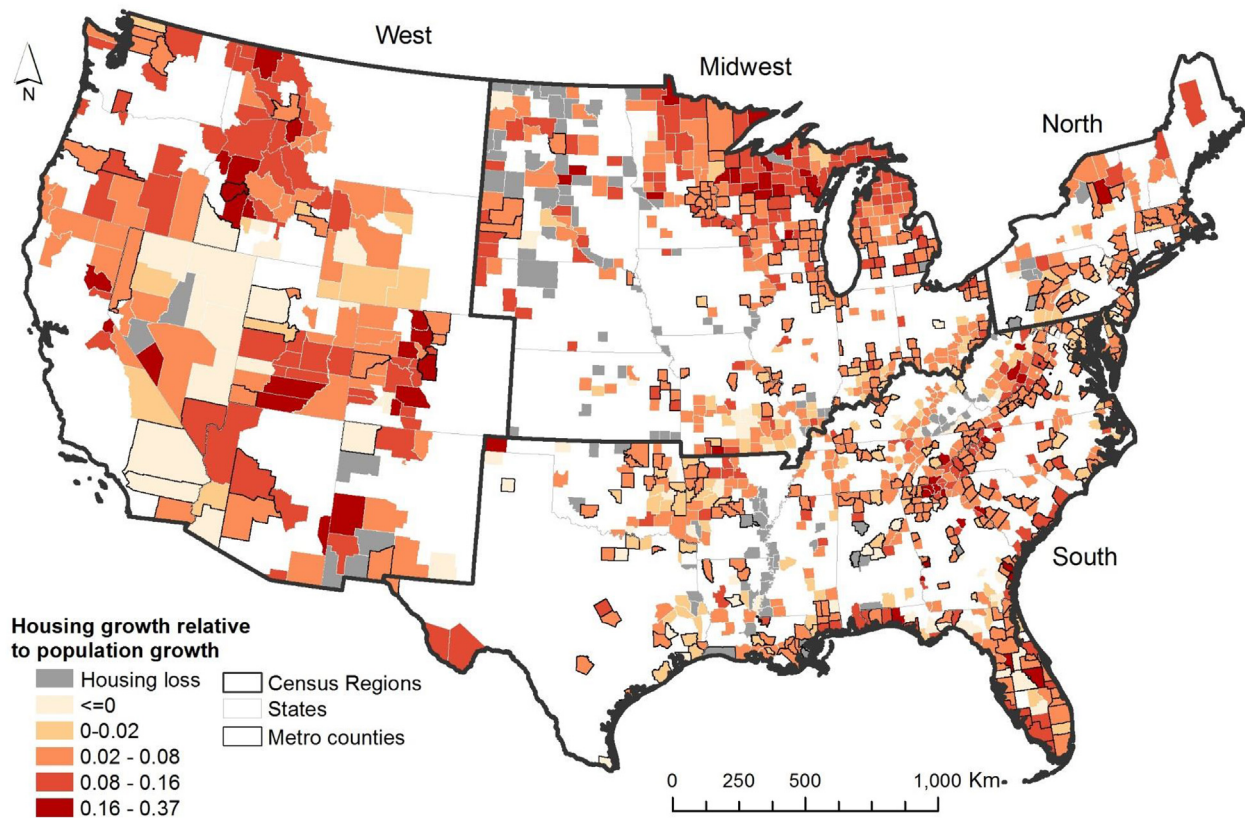 West
Midwest
North
South
N
Housing growth relative
to population growth
Housing loss
<=0
0-0.02
0.02 - 0.08
0.08 - 0.16
0.16 - 0.37
Census Regions
States
Metro counties
0 250 500 1,000 Km